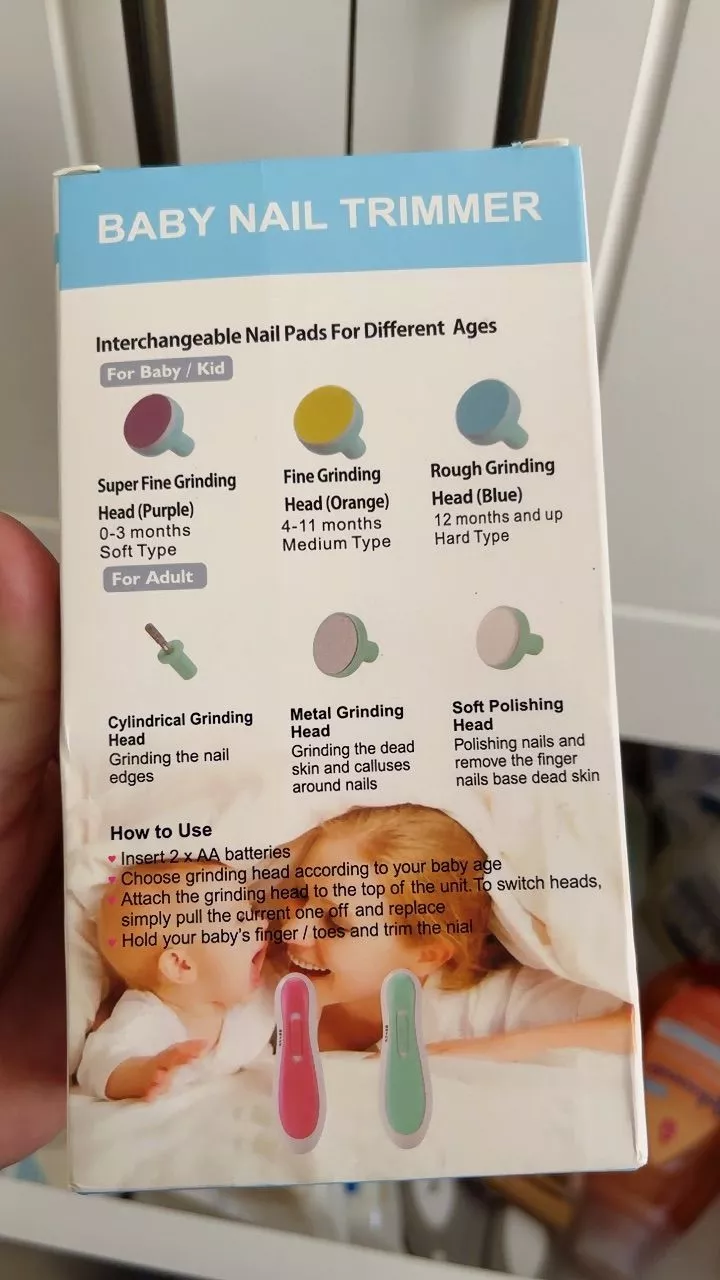 BABY NAIL TRIMMER
Interchangeable Nail Pads For Different Ages
For Baby / Kid
Super Fine Grinding
Head (Purple)
0-3 months
Soft Type
Fine Grinding
Head (Orange)
4-11 months
Medium Type
Rough Grinding
Head (Blue)
12 months and up
Hard Type
For Adult
Cylindrical Grinding
Head
Grinding the nail
edges
Metal Grinding
Head
Grinding the dead
skin and calluses
around nails
Soft Polishing
Head
Polishing nails and
remove the finger
nails base dead skin
How to Use
Insert 2 x AA batteries
Choose grinding head according to your baby age
Attach the grinding head to the top of the unit.To switch heads,
simply pull the current one off and replace
Hold your baby's finger / toes and trim the nial